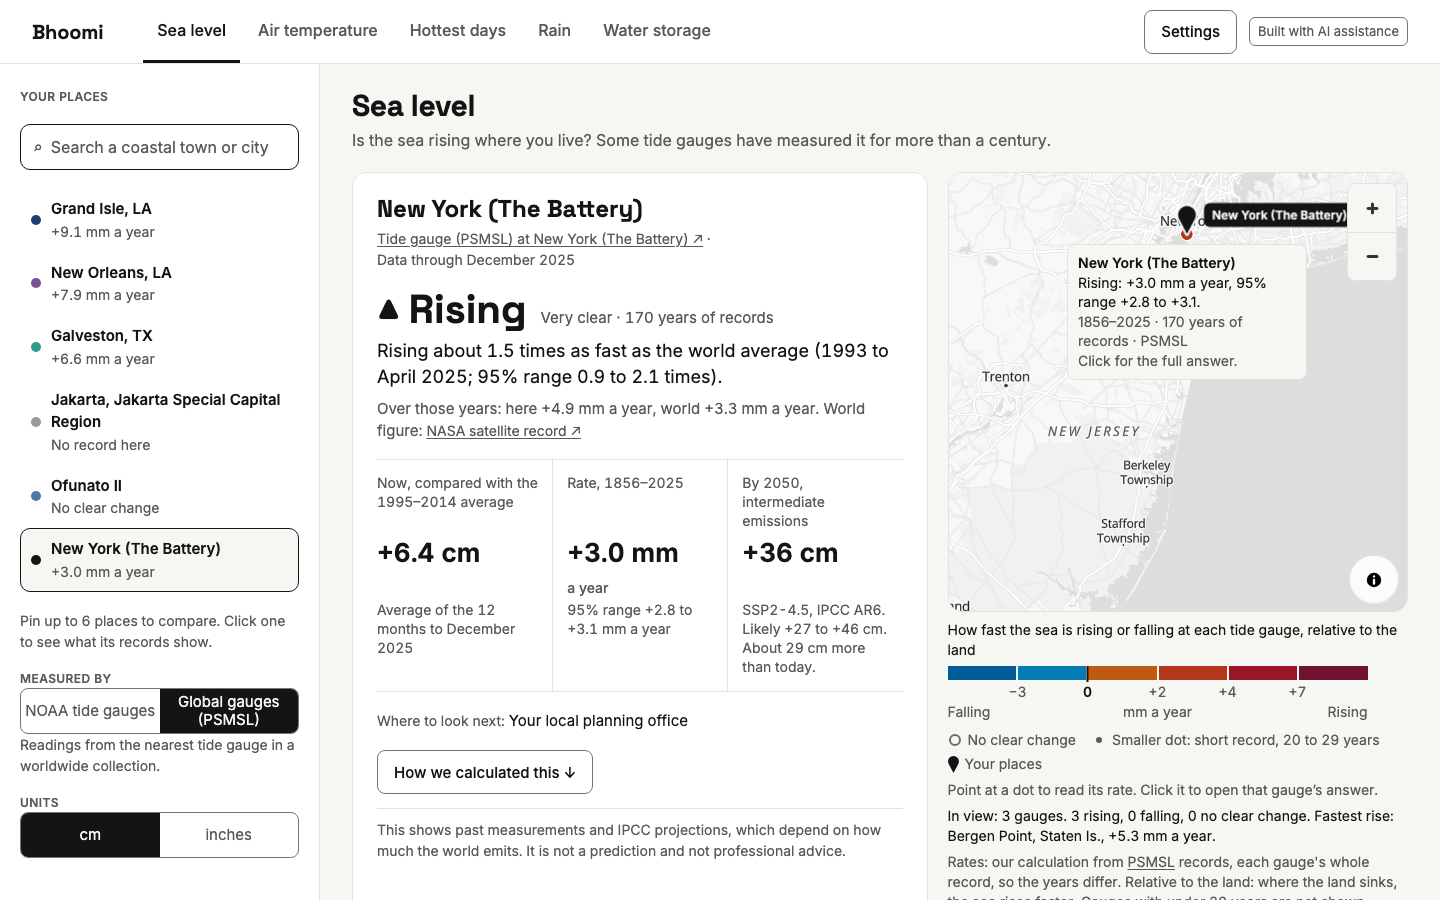 Bhoomi
Sea level
Air temperature
Hottest days
Rain
Water storage
Settings
Built with AI assistance
YOUR PLACES
Search a coastal town or city
Grand Isle, LA
+9.1 mm a year
New Orleans, LA
+7.9 mm a year
Galveston, TX
+6.6 mm a year
Jakarta, Jakarta Special Capital
Region
No record here
Ofunato II
No clear change
New York (The Battery)
+3.0 mm a year
Pin up to 6 places to compare. Click one
to see what its records show.
MEASURED BY
NOAA tide gauges
Global gauges
(PSMSL)
Readings from the nearest tide gauge in a
worldwide collection.
UNITS
cm
inches
Sea level
Is the sea rising where you live? Some tide gauges have measured it for more than a century.
New York (The Battery)
Tide gauge (PSMSL) at New York (The Battery) ↗ ·
Data through December 2025
▲ Rising
Very clear · 170 years of records
Rising about 1.5 times as fast as the world average (1993 to
April 2025; 95% range 0.9 to 2.1 times).
Over those years: here +4.9 mm a year, world +3.3 mm a year. World
figure: NASA satellite record ↗
Now, compared with the
1995–2014 average
+6.4 cm
Average of the 12
months to December
2025
Rate, 1856–2025
+3.0 mm
a year
95% range +2.8 to
+3.1 mm a year
By 2050,
intermediate
emissions
+36 cm
SSP2-4.5, IPCC AR6.
Likely +27 to +46 cm.
About 29 cm more
than today.
Where to look next: Your local planning office
How we calculated this ↓
This shows past measurements and IPCC projections, which depend on how
much the world emits. It is not a prediction and not professional advice.
New York (The Battery)
+
−
New York (The Battery)
Rising: +3.0 mm a year, 95%
range +2.8 to +3.1.
1856–2025 · 170 years of
records · PSMSL
Click for the full answer.
Trenton
NEW JERSEY
Berkeley
Township
Stafford
Township
How fast the sea is rising or falling at each tide gauge, relative to the
land
−3
0
+2
+4
+7
Falling
mm a year
Rising
No clear change
Smaller dot: short record, 20 to 29 years
Your places
Point at a dot to read its rate. Click it to open that gauge’s answer.
In view: 3 gauges. 3 rising, 0 falling, 0 no clear change. Fastest rise:
Bergen Point, Staten Is., +5.3 mm a year.
Rates: our calculation from PSMSL records, each gauge's whole
record, so the years differ. Relative to the land: where the land sinks,